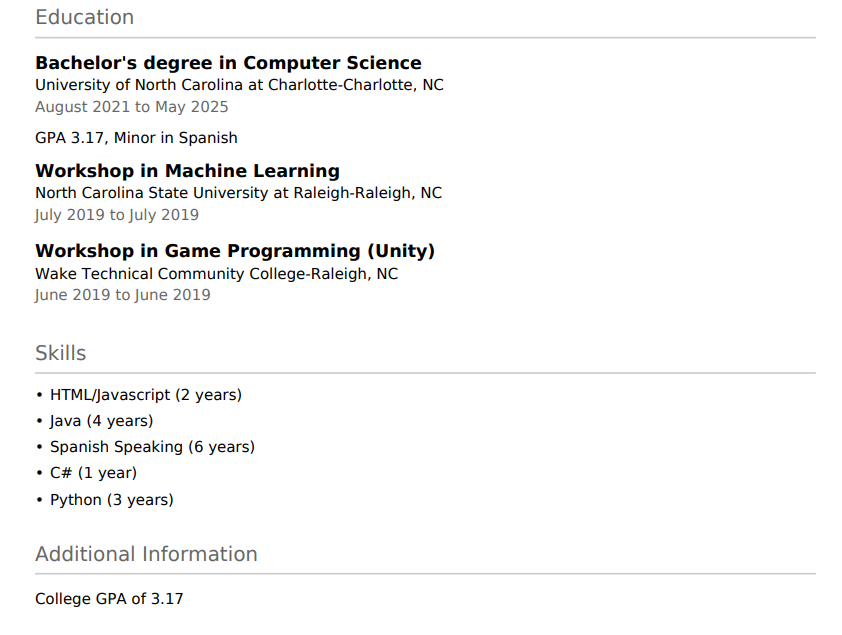 Education
Bachelor's degree in Computer Science
University of North Carolina at Charlotte-Charlotte, NC
August 2021 to May 2025
GPA 3.17, Minor in Spanish
Workshop in Machine Learning
North Carolina State University at Raleigh-Raleigh, NC
July 2019 to July 2019
Workshop in Game Programming (Unity)
Wake Technical Community College-Raleigh, NC
June 2019 to June 2019
Skills
• HTML/Javascript (2 years)
• Java (4 years)
• Spanish Speaking (6 years)
• C# (1 year)
• Python (3 years)
Additional Information
College GPA of 3.17